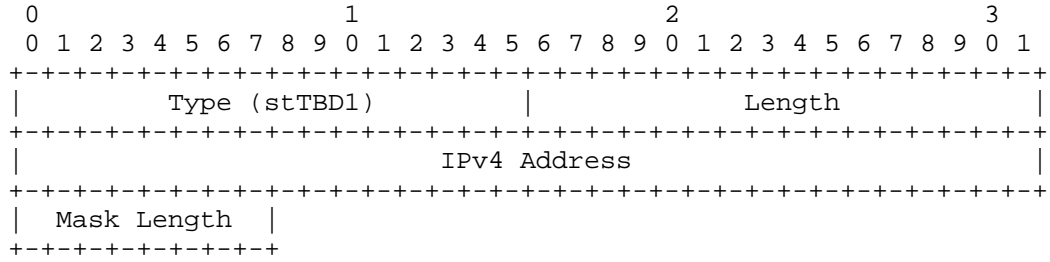 0                   1                   2                   3
 0 1 2 3 4 5 6 7 8 9 0 1 2 3 4 5 6 7 8 9 0 1 2 3 4 5 6 7 8 9 0 1
+-+-+-+-+-+-+-+-+-+-+-+-+-+-+-+-+-+-+-+-+-+-+-+-+-+-+-+-+-+-+-+-+
|         Type (stTBD1)         |             Length            |
+-+-+-+-+-+-+-+-+-+-+-+-+-+-+-+-+-+-+-+-+-+-+-+-+-+-+-+-+-+-+-+-+
|                          IPv4 Address                         |
+-+-+-+-+-+-+-+-+-+-+-+-+-+-+-+-+-+-+-+-+-+-+-+-+-+-+-+-+-+-+-+-+
|  Mask Length  |
+-+-+-+-+-+-+-+-+